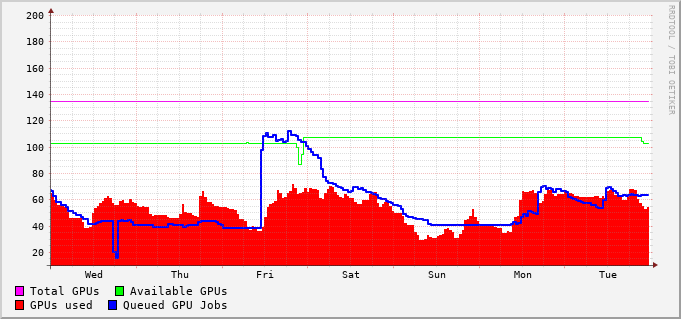 200
180
160
140
120
100
80
60
40
20
Wed Thu Fri Sat Sun Mon Tue
Total GPUs Available GPUs
GPUs used Queued GPU Jobs
RRDTOOL / TOBI OETIKER